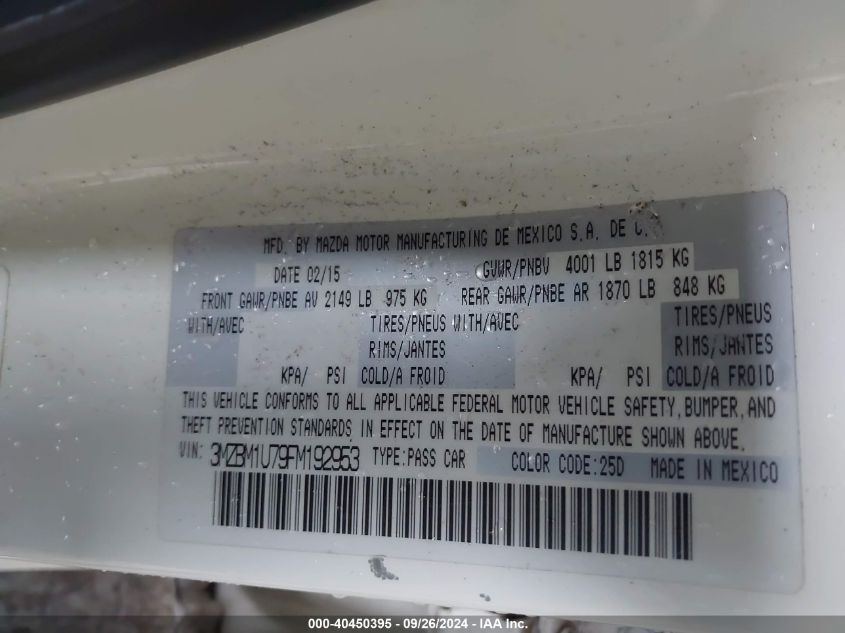 MFD. BY MAZDA MOTOR MANUFACTURING DE MEXICO S.A. DE C.
DATE 02/15 GVWR/PNBV 4001 LB 1815 KG
FRONT GAWR/PNBE AV 2149 LB 975 KG REAR GAWR/PNBE AR 1870 LB 848 KG
WITH/AVEC TIRES/PNEUS WITH/AVEC TIRES/PNEUS
RIMS/JANTES RIMS/JANTES
KPA/ PSI COLD/A FROID KPA/ PSI COLD/A FROID
THIS VEHICLE CONFORMS TO ALL APPLICABLE FEDERAL MOTOR VEHICLE SAFETY, BUMPER, AND
THEFT PREVENTION STANDARDS IN EFFECT ON THE DATE OF MANUFACTURE SHOWN ABOVE.
VIN: 3MZBM1U79FM192953 TYPE:PASS CAR COLOR CODE:25D MADE IN MEXICO
000-40450395 - 09/26/2024 - IAA Inc.